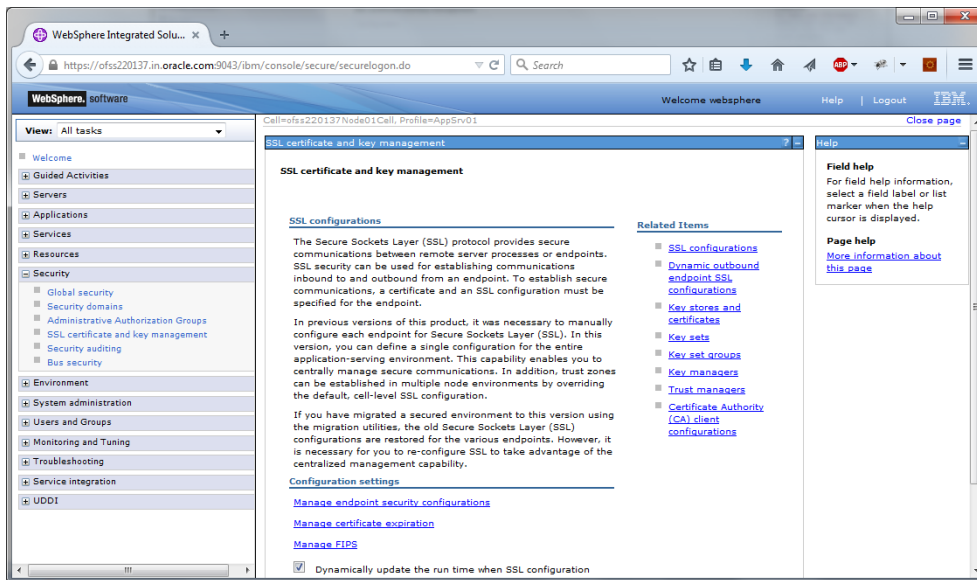 WebSphere Integrated Solu... ×
https://ofss220137.in.oracle.com:9043/ibm/console/secure/securelogon.do
Search
ABP
WebSphere. software
Welcome websphere
Help | Logout
IBM.
View: All tasks
Welcome
Guided Activities
Servers
Applications
Services
Resources
Security
Global security
Security domains
Administrative Authorization Groups
SSL certificate and key management
Security auditing
Bus security
Environment
System administration
Users and Groups
Monitoring and Tuning
Troubleshooting
Service integration
UDDI
Cell=ofss220137Node01Cell, Profile=AppSrv01
Close page
SSL certificate and key management
? -
SSL certificate and key management
SSL configurations
The Secure Sockets Layer (SSL) protocol provides secure
communications between remote server processes or endpoints.
SSL security can be used for establishing communications
inbound to and outbound from an endpoint. To establish secure
communications, a certificate and an SSL configuration must be
specified for the endpoint.
In previous versions of this product, it was necessary to manually
configure each endpoint for Secure Sockets Layer (SSL). In this
version, you can define a single configuration for the entire
application-serving environment. This capability enables you to
centrally manage secure communications. In addition, trust zones
can be established in multiple node environments by overriding
the default, cell-level SSL configuration.
If you have migrated a secured environment to this version using
the migration utilities, the old Secure Sockets Layer (SSL)
configurations are restored for the various endpoints. However, it
is necessary for you to re-configure SSL to take advantage of the
centralized management capability.
Configuration settings
Manage endpoint security configurations
Manage certificate expiration
Manage FIPS
Dynamically update the run time when SSL configuration
Related Items
SSL configurations
Dynamic outbound
endpoint SSL
configurations
Key stores and
certificates
Key sets
Key set groups
Key managers
Trust managers
Certificate Authority
(CA) client
configurations
Help
Field help
For field help information,
select a field label or list
marker when the help
cursor is displayed.
Page help
More information about
this page